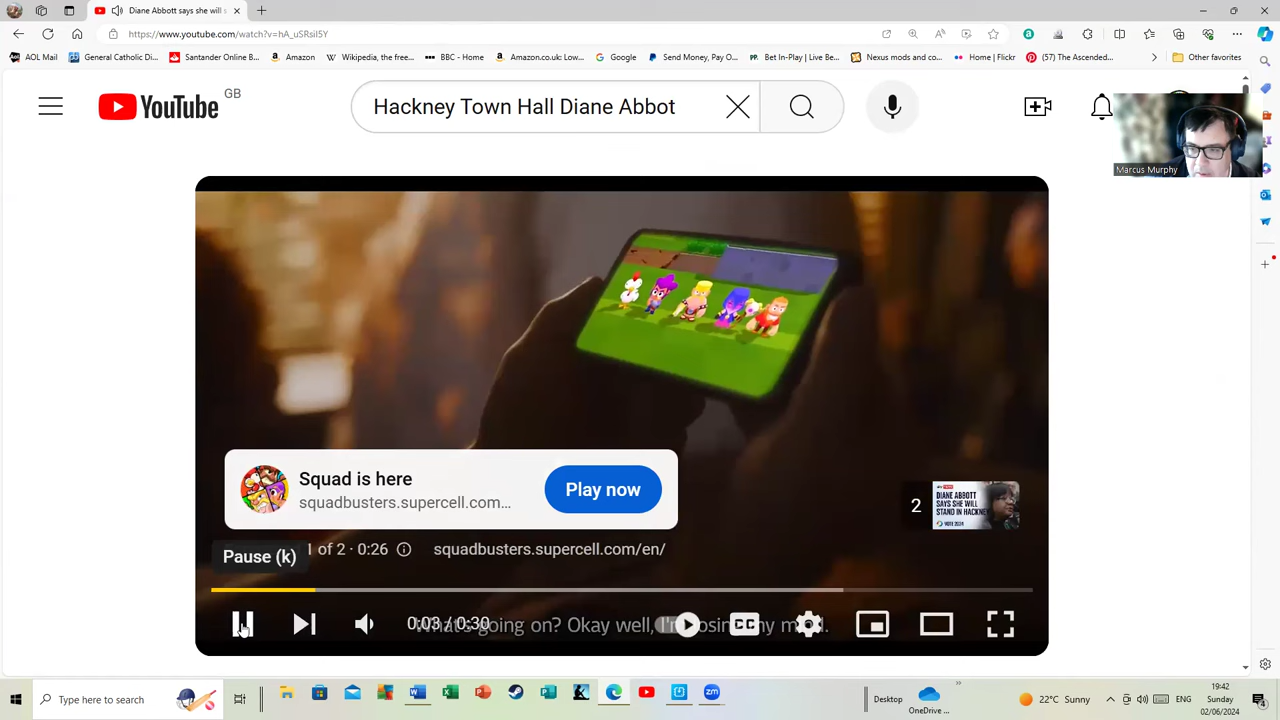 Diane Abbott says she will s
https://www.youtube.com/watch?v=hA_uSRsiI5Y
AOL Mail
General Catholic Di...
Santander Online B...
Amazon
Wikipedia, the free...
BBC - Home
Amazon.co.uk: Low...
Google
Send Money, Pay O...
Bet In-Play | Live Be...
Nexus mods and co...
Home | Flickr
(57) The Ascended...
Other favorites
YouTube GB
Hackney Town Hall Diane Abbot
Marcus Murphy
Squad is here
squadbusters.supercell.com...
Play now
2
DIANE ABBOTT
SAYS SHE WILL
STAND IN HACKNEY
VOTE 2024
1 of 2 · 0:26
squadbusters.supercell.com/en/
Pause (k)
0:03 / 0:30
What's going on? Okay well, I'm losing my mind.
CC
Type here to search
Desktop
OneDrive ...
22°C Sunny
ENG
19:42
Sunday
02/06/2024